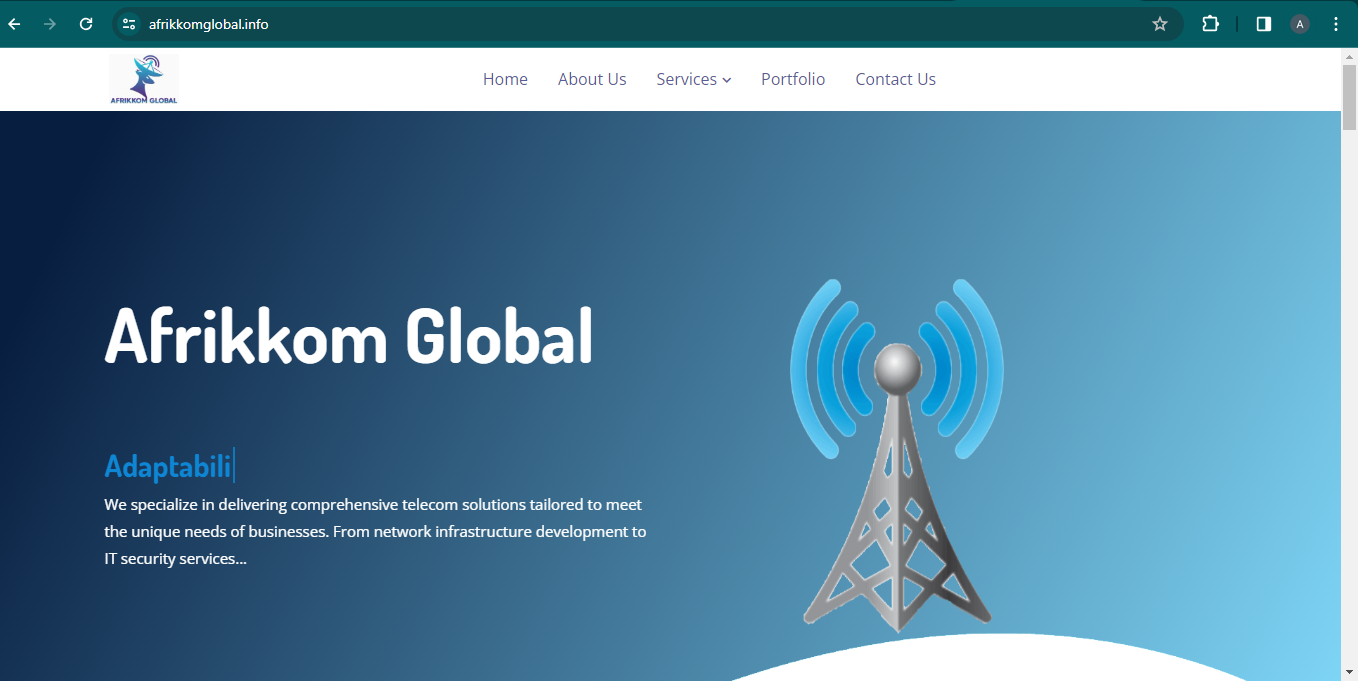 afrikkomglobal.info
A
AFRIKKOM GLOBAL
Home About Us Services Portfolio Contact Us
Afrikkom Global
Adaptabili
We specialize in delivering comprehensive telecom solutions tailored to meet
the unique needs of businesses. From network infrastructure development to
IT security services...